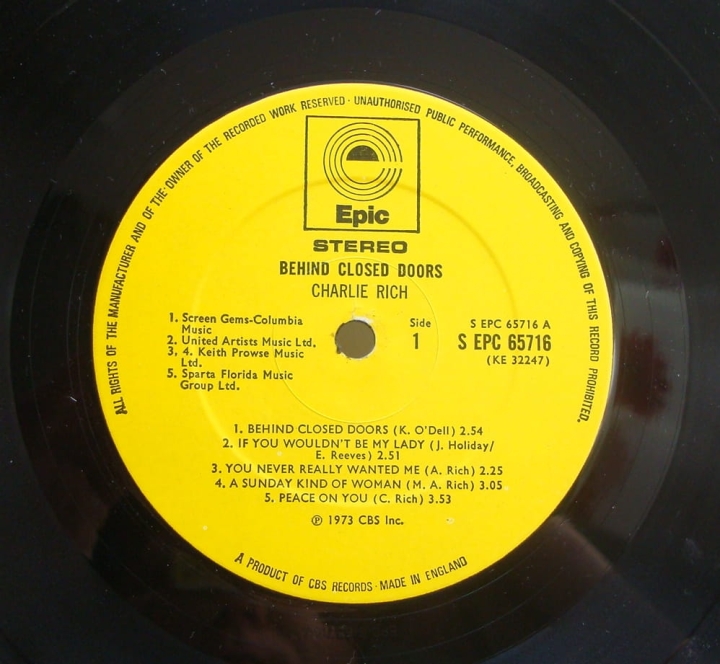 ALL RIGHTS OF THE MANUFACTURER AND OF THE·OWNER OF THE RECORDED WORK RESERVED· UNAUTHORISED PUBLIC PERFORMANCE, BROADCASTING AND COPYING OF THIS RECORD PROHIBITED.
Epic
STEREO
BEHIND CLOSED DOORS
CHARLIE RICH
1. Screen Gems-Columbia
Music
2. United Artists Music Ltd.
3, 4. Keith Prowse Music
Ltd.
5. Sparta Florida Music
Group Ltd.
Side
1
S EPC 65716 A
S EPC 65716
(KE 32247)
1. BEHIND CLOSED DOORS (K. O'Dell) 2.54
2. IF YOU WOULDN'T BE MY LADY (J. Holiday/
E. Reeves) 2.51
3. YOU NEVER REALLY WANTED ME (A. Rich) 2.25
4. A SUNDAY KIND OF WOMAN (M. A. Rich) 3.05
5. PEACE ON YOU (C. Rich) 3.53
℗ 1973 CBS Inc.
A PRODUCT OF CBS RECORDS · MADE IN ENGLAND